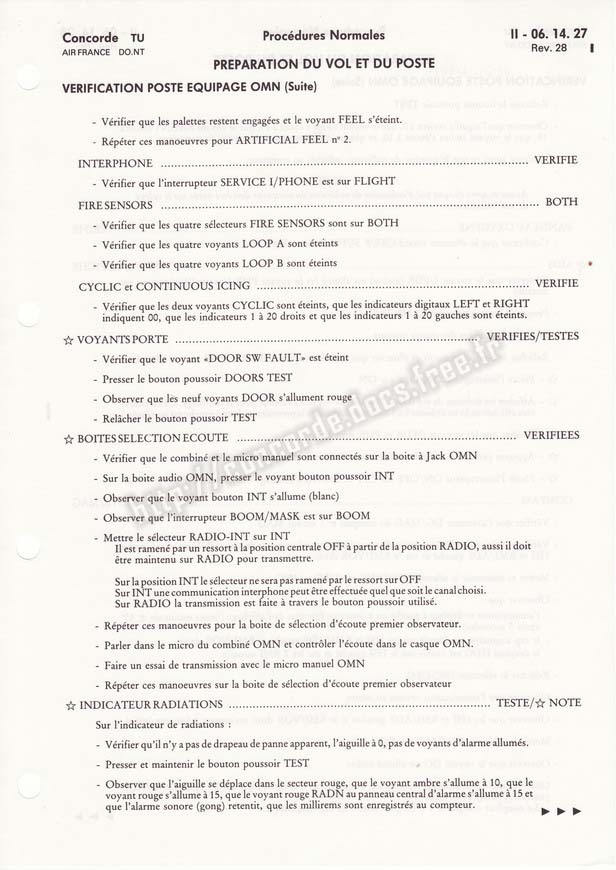 Concorde TU
AIR FRANCE DO.NT
Procédures Normales
II - 06. 14. 27
Rev. 28
PREPARATION DU VOL ET DU POSTE
VERIFICATION POSTE EQUIPAGE OMN (Suite)
- Vérifier que les palettes restent engagées et le voyant FEEL s'éteint.
- Répéter ces manoeuvres pour ARTIFICIAL FEEL nº 2.
INTERPHONE ........ VERIFIE
- Vérifier que l'interrupteur SERVICE I/PHONE est sur FLIGHT
FIRE SENSORS ........ BOTH
- Vérifier que les quatre sélecteurs FIRE SENSORS sont sur BOTH
- Vérifier que les quatre voyants LOOP A sont éteints
- Vérifier que les quatre voyants LOOP B sont éteints
CYCLIC et CONTINUOUS ICING ........ VERIFIE
- Vérifier que les deux voyants CYCLIC sont éteints, que les indicateurs digitaux LEFT et RIGHT
indiquent 00, que les indicateurs 1 à 20 droits et que les indicateurs 1 à 20 gauches sont éteints.
☆ VOYANTS PORTE ........ VERIFIES/TESTES
- Vérifier que le voyant «DOOR SW FAULT» est éteint
- Presser le bouton poussoir DOORS TEST
- Observer que les neuf voyants DOOR s'allument rouge
- Relâcher le bouton poussoir TEST
☆ BOITES SELECTION ECOUTE ........ VERIFIEES
- Vérifier que le combiné et le micro manuel sont connectés sur la boite à Jack OMN
- Sur la boite audio OMN, presser le voyant bouton poussoir INT
- Observer que le voyant bouton INT s'allume (blanc)
- Observer que l'interrupteur BOOM/MASK est sur BOOM
- Mettre le sélecteur RADIO-INT sur INT
Il est ramené par un ressort à la position centrale OFF à partir de la position RADIO, aussi il doit
être maintenu sur RADIO pour transmettre.
Sur la position INT le sélecteur ne sera pas ramené par le ressort sur OFF
Sur INT une communication interphone peut être effectuée quel que soit le canal choisi.
Sur RADIO la transmission est faite à travers le bouton poussoir utilisé.
- Répéter ces manoeuvres pour la boite de sélection d'écoute premier observateur.
- Parler dans le micro du combiné OMN et contrôler l'écoute dans le casque OMN.
- Faire un essai de transmission avec le micro manuel OMN
- Répéter ces manoeuvres sur la boite de sélection d'écoute premier observateur
☆ INDICATEUR RADIATIONS ........ TESTE/☆ NOTE
Sur l'indicateur de radiations :
- Vérifier qu'il n'y a pas de drapeau de panne apparent, l'aiguille à 0, pas de voyants d'alarme allumés.
- Presser et maintenir le bouton poussoir TEST
- Observer que l'aiguille se déplace dans le secteur rouge, que le voyant ambre s'allume à 10, que le
voyant rouge s'allume à 15, que le voyant rouge RADN au panneau central d'alarme s'allume à 15 et
que l'alarme sonore (gong) retentit, que les millirems sont enregistrés au compteur.
http://concorde.docs.free.fr